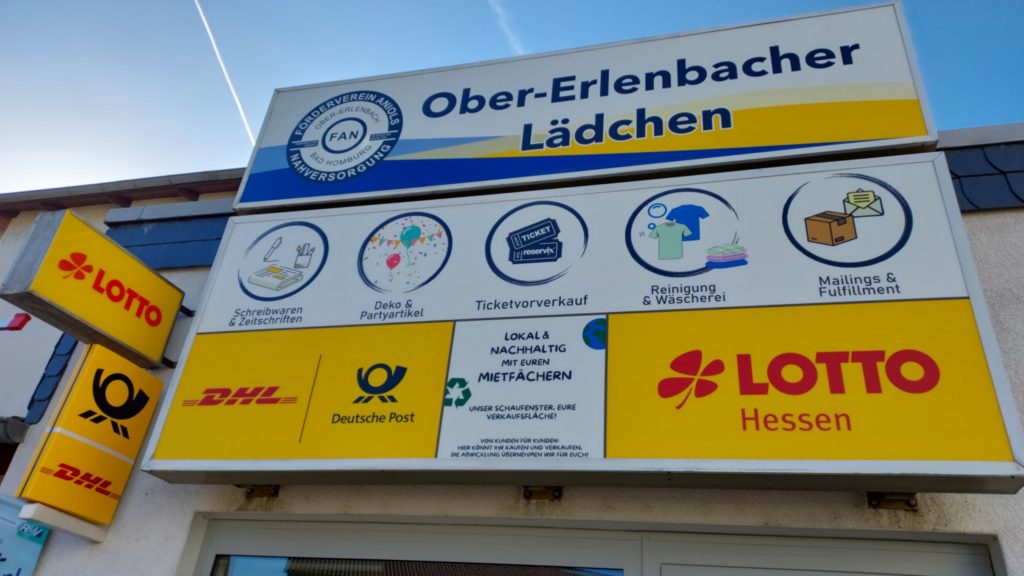 Ober-Erlenbacher
Lädchen
FÖRDERVEREIN ANIOLS
OBER-ERLENBACH
FAN
BAD HOMBURG
NAHVERSORGUNG
TICKET
reservix
Schreibwaren
& Zeitschriften
Deko &
Partyartikel
Ticketvorverkauf
Reinigung
& Wäscherei
Mailings &
Fulfillment
LOTTO
DHL
DHL
Deutsche Post
LOKAL &
NACHHALTIG
MIT EUREN
MIETFÄCHERN
UNSER SCHAUFENSTER, EURE
VERKAUFSFLÄCHE!
VON KUNDEN FÜR KUNDEN:
HIER KÖNNT IHR KAUFEN UND VERKAUFEN,
DIE ABWICKLUNG ÜBERNEHMEN WIR FÜR EUCH!
LOTTO
Hessen